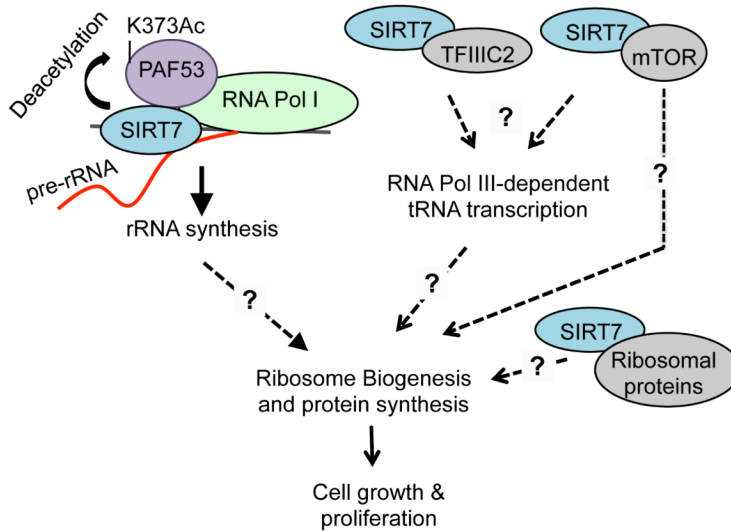 K373Ac
Deacetylation
PAF53
RNA Pol I
SIRT7
pre-rRNA
rRNA synthesis
SIRT7
TFIIIC2
SIRT7
mTOR
?
?
RNA Pol III-dependent
tRNA transcription
?
?
SIRT7
Ribosomal
proteins
?
Ribosome Biogenesis
and protein synthesis
Cell growth &
proliferation